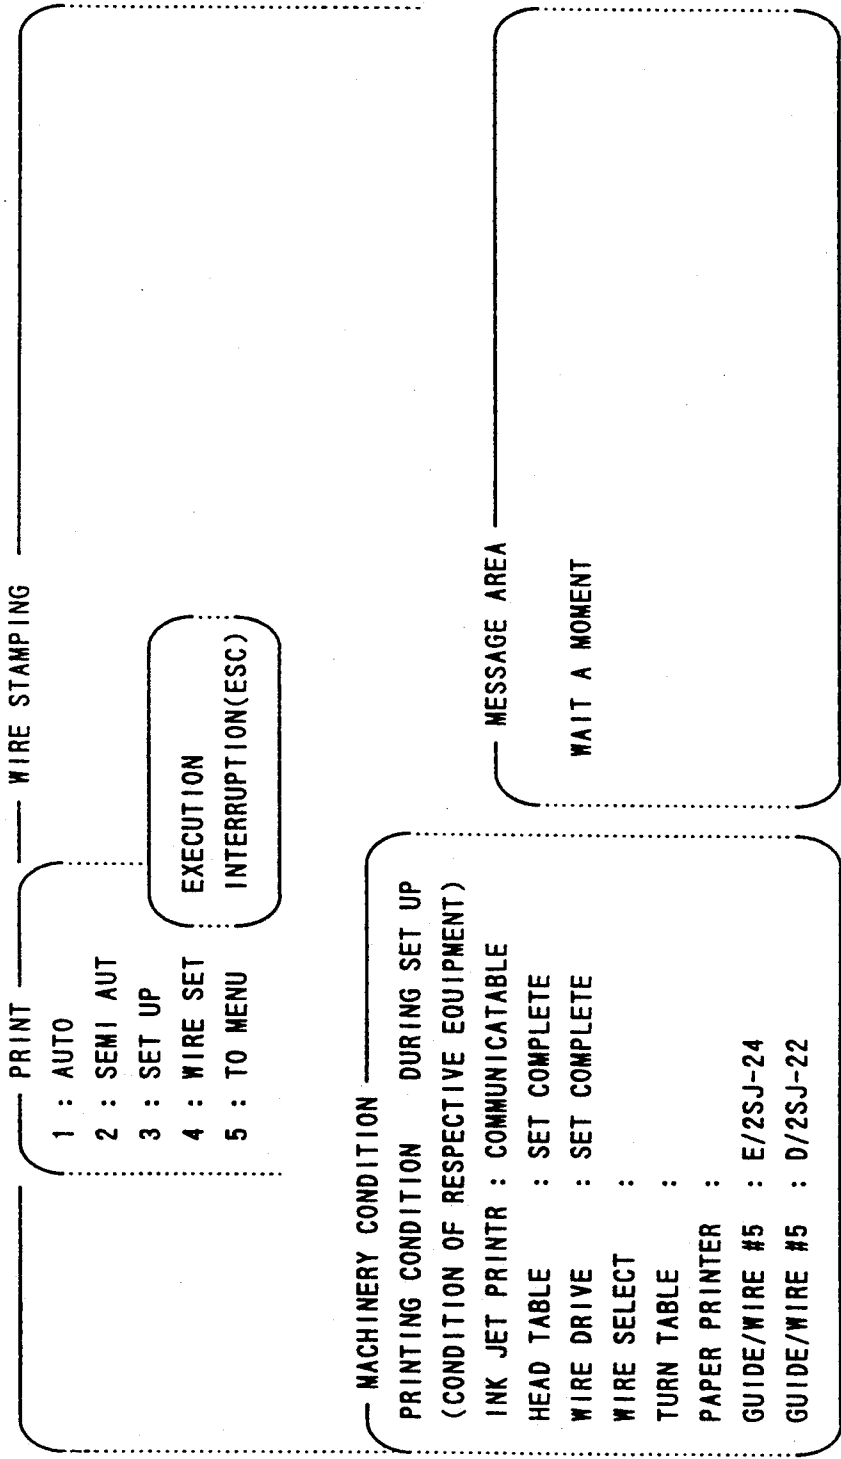 PRINT WIRE STAMPING
1 : AUTO
2 : SEMI AUT
3 : SET UP
4 : WIRE SET
5 : TO MENU
EXECUTION
INTERRUPTION(ESC)
MACHINERY CONDITION
PRINTING CONDITION DURING SET UP
(CONDITION OF RESPECTIVE EQUIPMENT)
INK JET PRINTR : COMMUNICATABLE
HEAD TABLE : SET COMPLETE
WIRE DRIVE : SET COMPLETE
WIRE SELECT :
TURN TABLE :
PAPER PRINTER :
GUIDE/WIRE #5 : E/2SJ-24
GUIDE/WIRE #5 : D/2SJ-22
MESSAGE AREA
WAIT A MOMENT